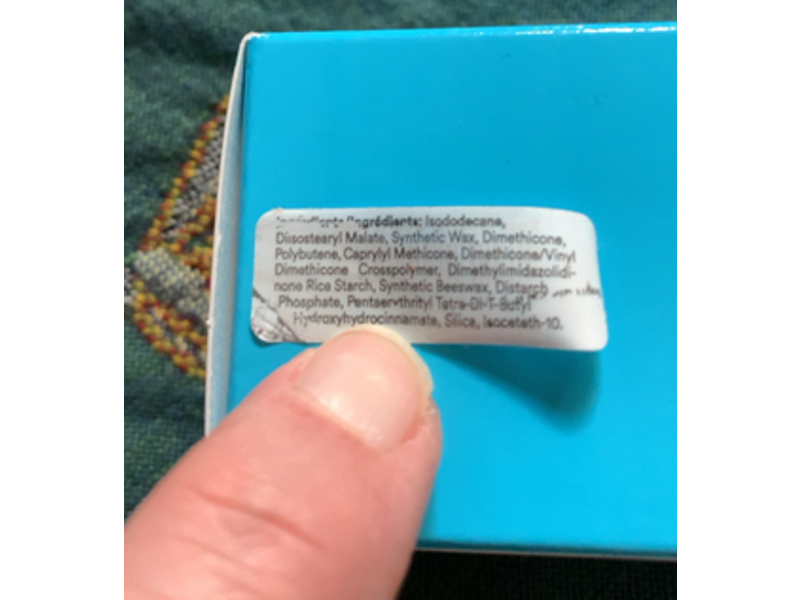 Ingrédients: Isododecane,
Diisostearyl Malate, Synthetic Wax, Dimethicone,
Polybutene, Caprylyl Methicone, Dimethicone/Vinyl
Dimethicone Crosspolymer, Dimethylimidazolidi-
none Rice Starch, Synthetic Beeswax, Distarch
Phosphate, Pentaerythrityl Tetra-Di-T-Butyl
Hydroxyhydrocinnamate, Silice, Isoceteth-10.